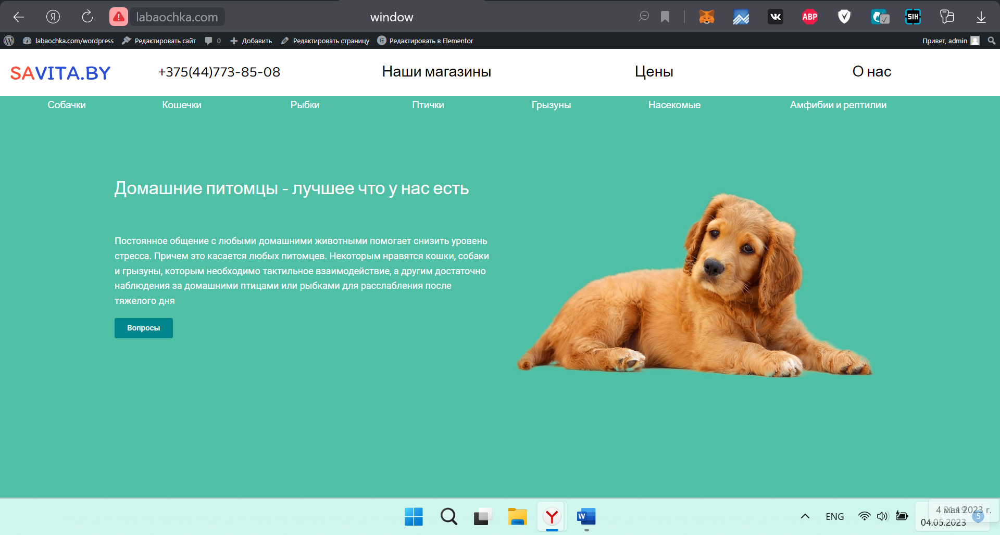 labaochka.com
window
VK
ABP
SIH
labaochka.com/wordpress
Редактировать сайт
0
Добавить
Редактировать страницу
Редактировать в Elementor
Привет, admin
SAVITA.BY
+375(44)773-85-08
Наши магазины
Цены
О нас
Собачки
Кошечки
Рыбки
Птички
Грызуны
Насекомые
Амфибии и рептилии
Домашние питомцы - лучшее что у нас есть
Постоянное общение с любыми домашними животными помогает снизить уровень
стресса. Причем это касается любых питомцев. Некоторым нравятся кошки, собаки
и грызуны, которым необходимо тактильное взаимодействие, а другим достаточно
наблюдения за домашними птицами или рыбками для расслабления после
тяжелого дня
Вопросы
ENG
4 мая 2023 г.
04.05.2023
5